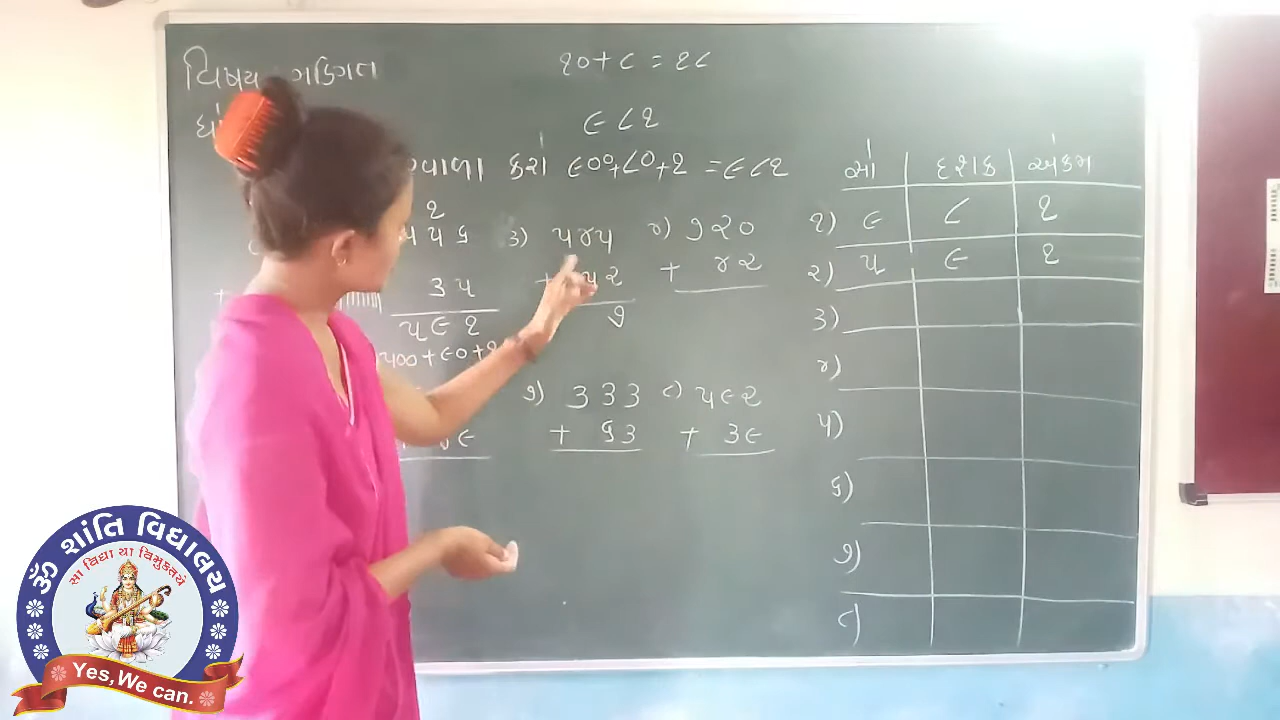 વિષય : ગણિત
૧૦+૮ = ૧૮
૯૮૧
કરો ૯૦૦+૮૦+૧ =૯૮૧
સો દશક એકમ
૧) ૯ ૮ ૧
૨) ૫ ૯ ૧
૩)
૪)
૫)
૬)
૭)
૮)
૧
૫૫૬
૩૫
૫૯૧
૫૦૦+૯૦+૧
૩) ૫૪૫
+ ૫૨
૭
૪) ૭૨૦
+ ૪૨
૭) ૩૩૩
+ ૬૩
૮) ૫૯૨
+ ૩૯
ૐ શાંતિ વિદ્યાલય
સા વિદ્યા યા વિમુક્તયે
Yes, We can.